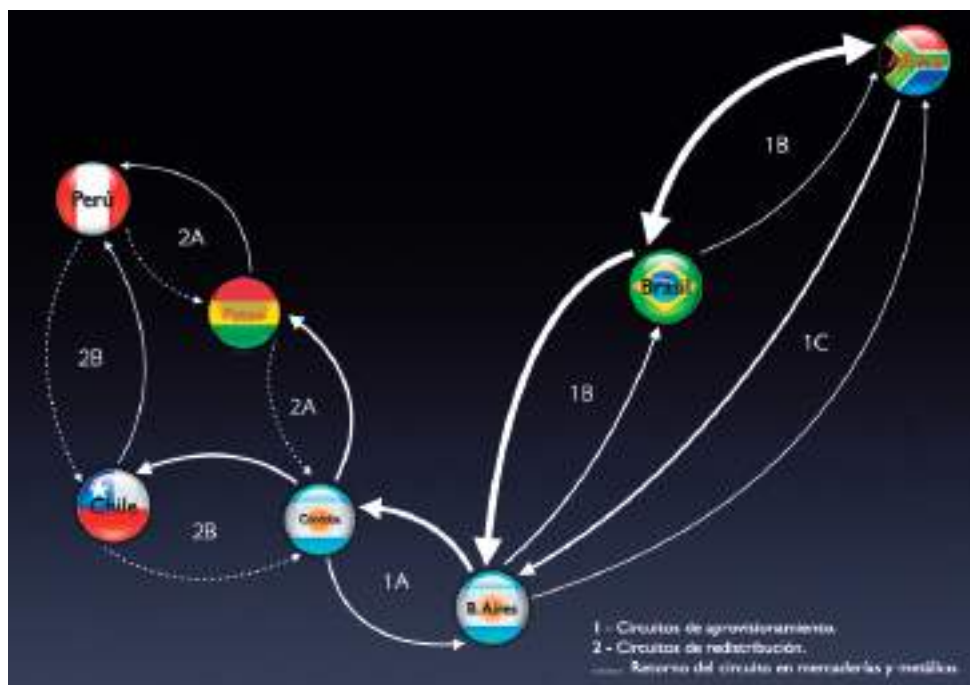 África
1B
Perú
2A
Brasil
Potosí
2B
1C
1B
2A
Chile
Córdoba
2B
1A
B. Aires
1 - Circuitos de aprovisionamiento.
2 - Circuitos de redistribución.
Retorno del circuito en mercaderías y metálico.